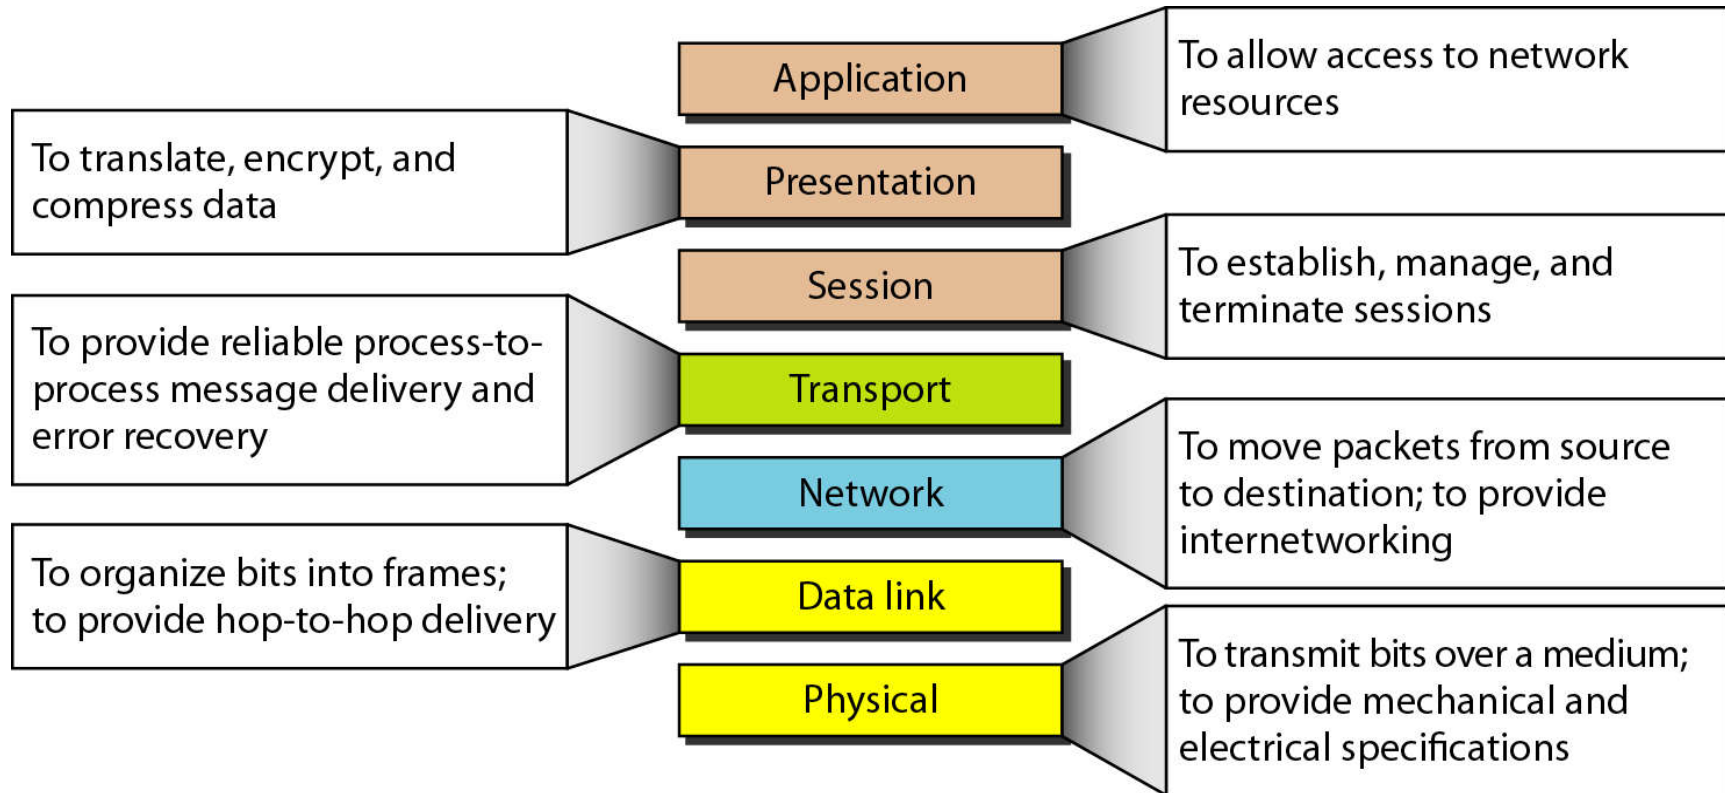 Application
To allow access to network
resources
To translate, encrypt, and
compress data
Presentation
Session
To establish, manage, and
terminate sessions
To provide reliable process-to-
process message delivery and
error recovery
Transport
Network
To move packets from source
to destination; to provide
internetworking
To organize bits into frames;
to provide hop-to-hop delivery
Data link
Physical
To transmit bits over a medium;
to provide mechanical and
electrical specifications